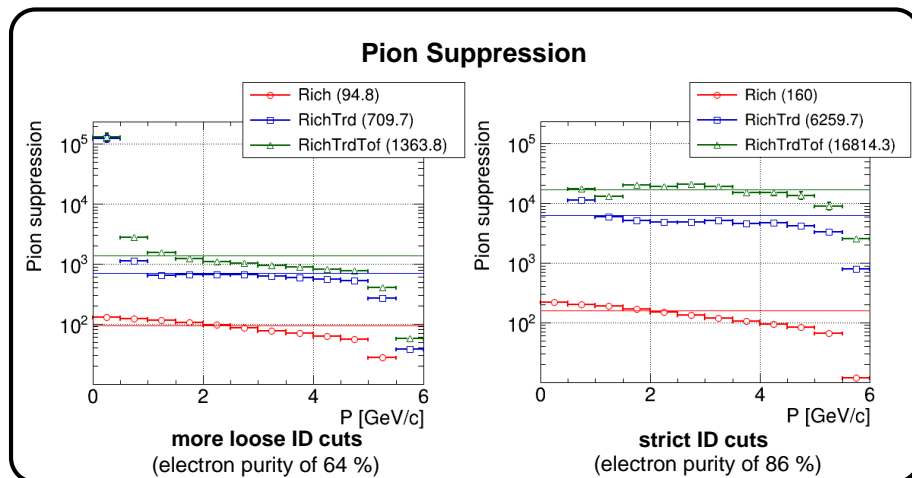 Pion Suppression
Rich (94.8)
RichTrd (709.7)
RichTrdTof (1363.8)
Pion suppression
10^5
10^4
10^3
10^2
0 2 4 6
P [GeV/c]
more loose ID cuts
(electron purity of 64 %)
Rich (160)
RichTrd (6259.7)
RichTrdTof (16814.3)
Pion suppression
10^5
10^4
10^3
10^2
0 2 4 6
P [GeV/c]
strict ID cuts
(electron purity of 86 %)